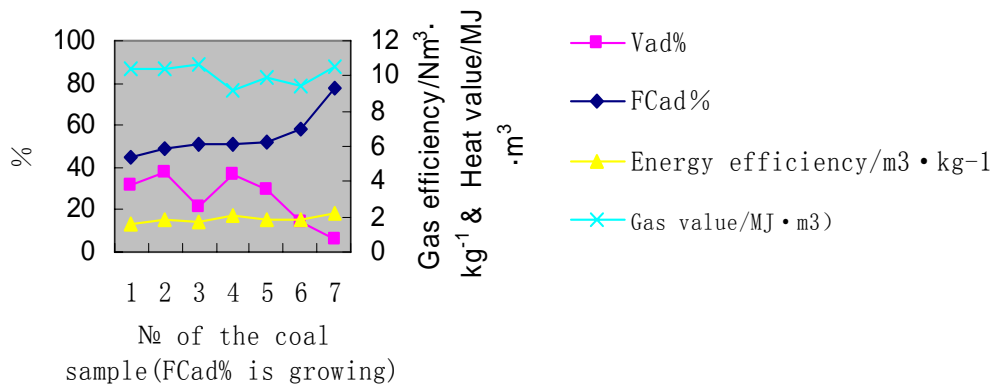 100
80
60
40
20
0
%
12
10
8
6
4
2
0
Gas efficiency/Nm³·
kg⁻¹ & Heat value/MJ
·m³
1 2 3 4 5 6 7
№ of the coal
sample(FCad% is growing)
Vad%
FCad％
Energy efficiency/m3·kg-1
Gas value/MJ·m3）